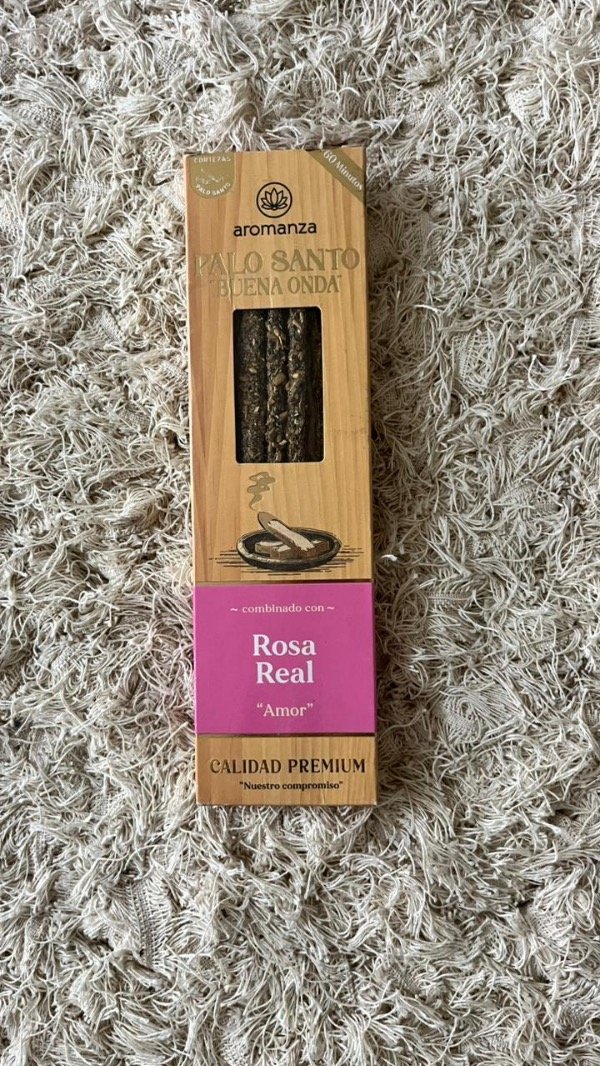 CORTEZAS
PALO SANTO
60 Minutos
aromanza
PALO SANTO
"BUENA ONDA"
~ combinado con ~
Rosa
Real
“Amor”
CALIDAD PREMIUM
"Nuestro compromiso"